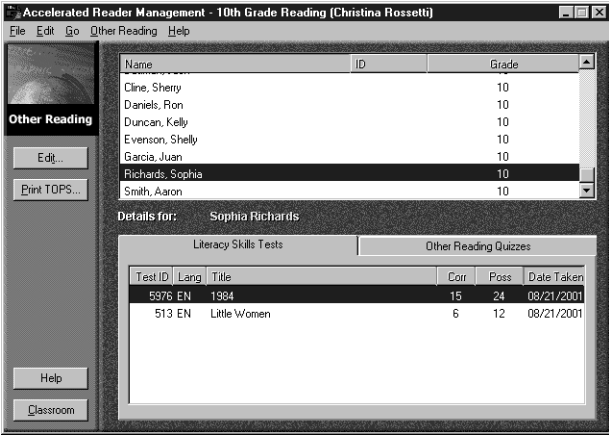 Accelerated Reader Management - 10th Grade Reading (Christina Rossetti)
File Edit Go Other Reading Help
Other Reading
Edit...
Print TOPS...
Help
Classroom
Name ID Grade
Cline, Sherry 10
Daniels, Ron 10
Duncan, Kelly 10
Evenson, Shelly 10
Garcia, Juan 10
Richards, Sophia 10
Smith, Aaron 10
Details for: Sophia Richards
Literacy Skills Tests Other Reading Quizzes
Test ID Lang Title Corr Poss Date Taken
5976 EN 1984 15 24 08/21/2001
513 EN Little Women 6 12 08/21/2001